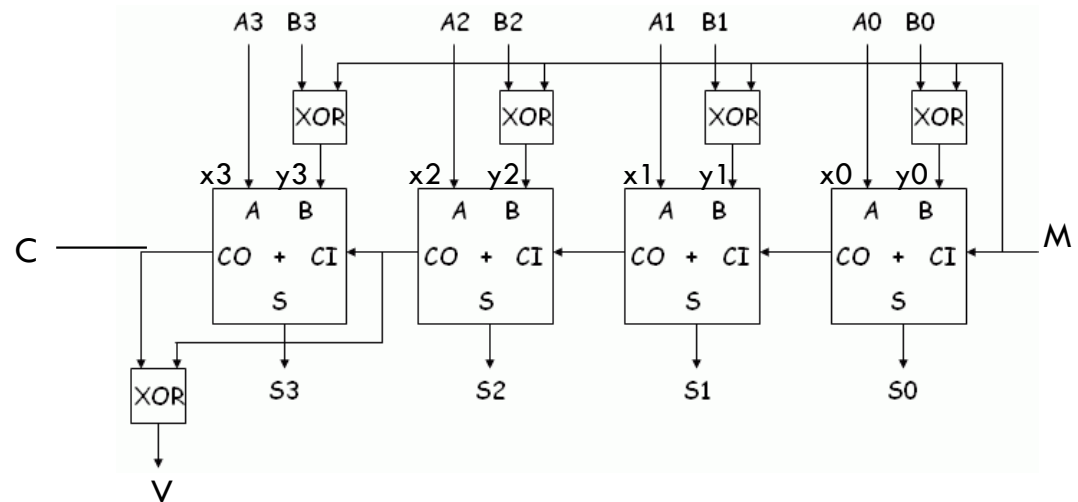 A3 B3 A2 B2 A1 B1 A0 B0
XOR XOR XOR XOR
x3 y3 x2 y2 x1 y1 x0 y0
A B A B A B A B
C CO + CI CO + CI CO + CI CO + CI M
S S S S
XOR S3 S2 S1 S0
V